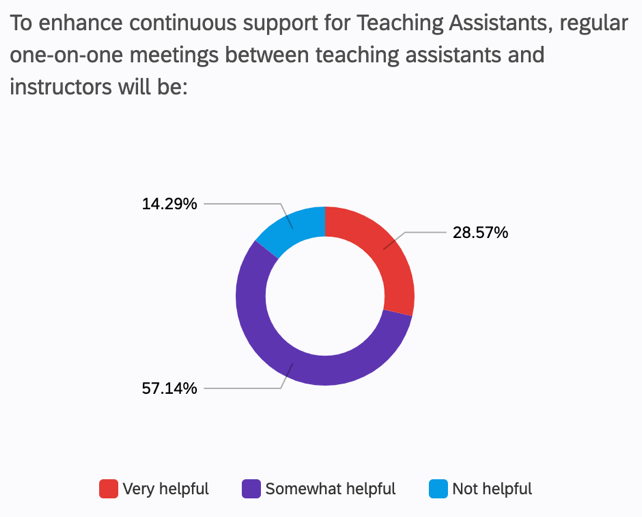 To enhance continuous support for Teaching Assistants, regular
one-on-one meetings between teaching assistants and
instructors will be:
14.29%
28.57%
57.14%
Very helpful Somewhat helpful Not helpful